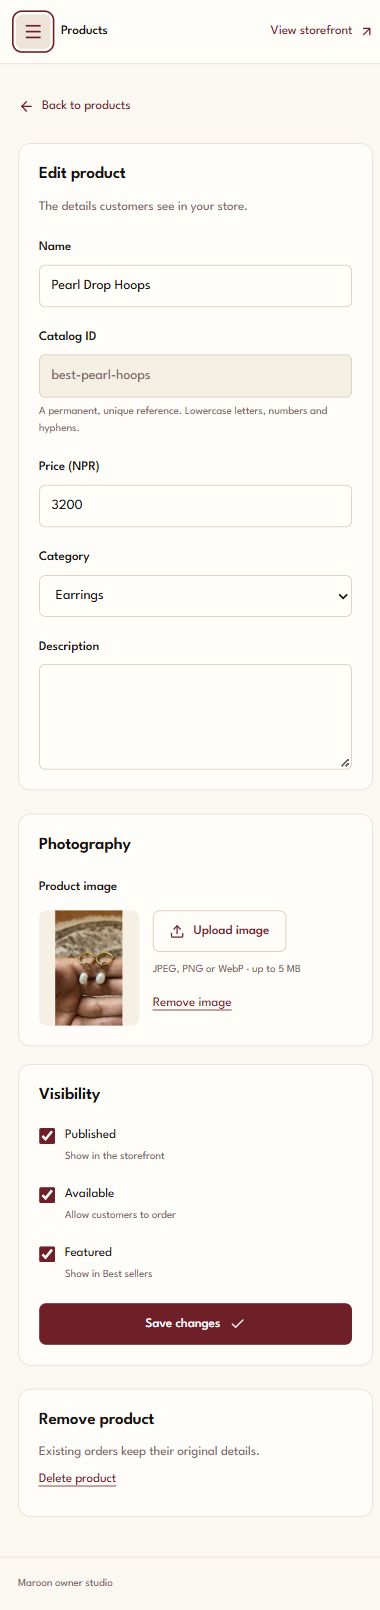 Products
View storefront
Back to products
Edit product
The details customers see in your store.
Name
Pearl Drop Hoops
Catalog ID
best-pearl-hoops
A permanent, unique reference. Lowercase letters, numbers and
hyphens.
Price (NPR)
3200
Category
Earrings
Description
Photography
Product image
Upload image
JPEG, PNG or WebP · up to 5 MB
Remove image
Visibility
Published
Show in the storefront
Available
Allow customers to order
Featured
Show in Best sellers
Save changes
Remove product
Existing orders keep their original details.
Delete product
Maroon owner studio